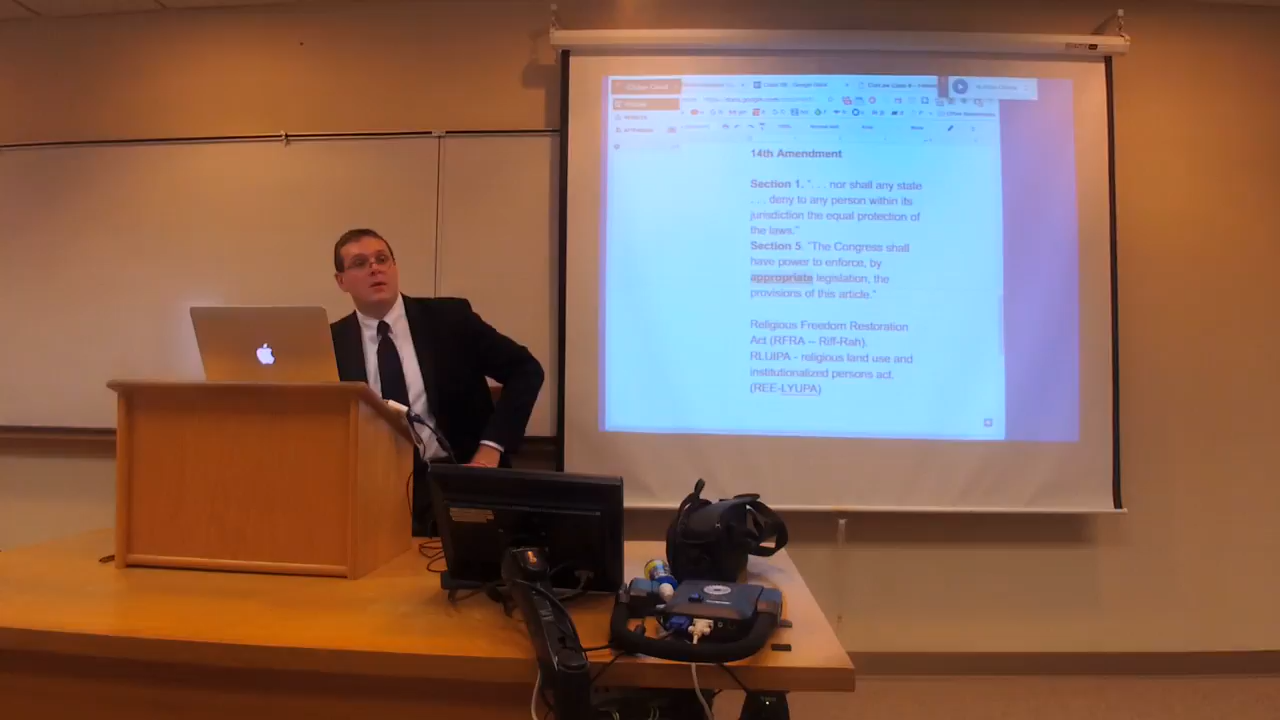 14th Amendment
Section 1. ". . . nor shall any state
. . . deny to any person within its
jurisdiction the equal protection of
the laws."
Section 5. "The Congress shall
have power to enforce, by
appropriate legislation, the
provisions of this article."
Religious Freedom Restoration
Act (RFRA – Riff-Rah).
RLUIPA - religious land use and
institutionalized persons act.
(REE-LYUPA)